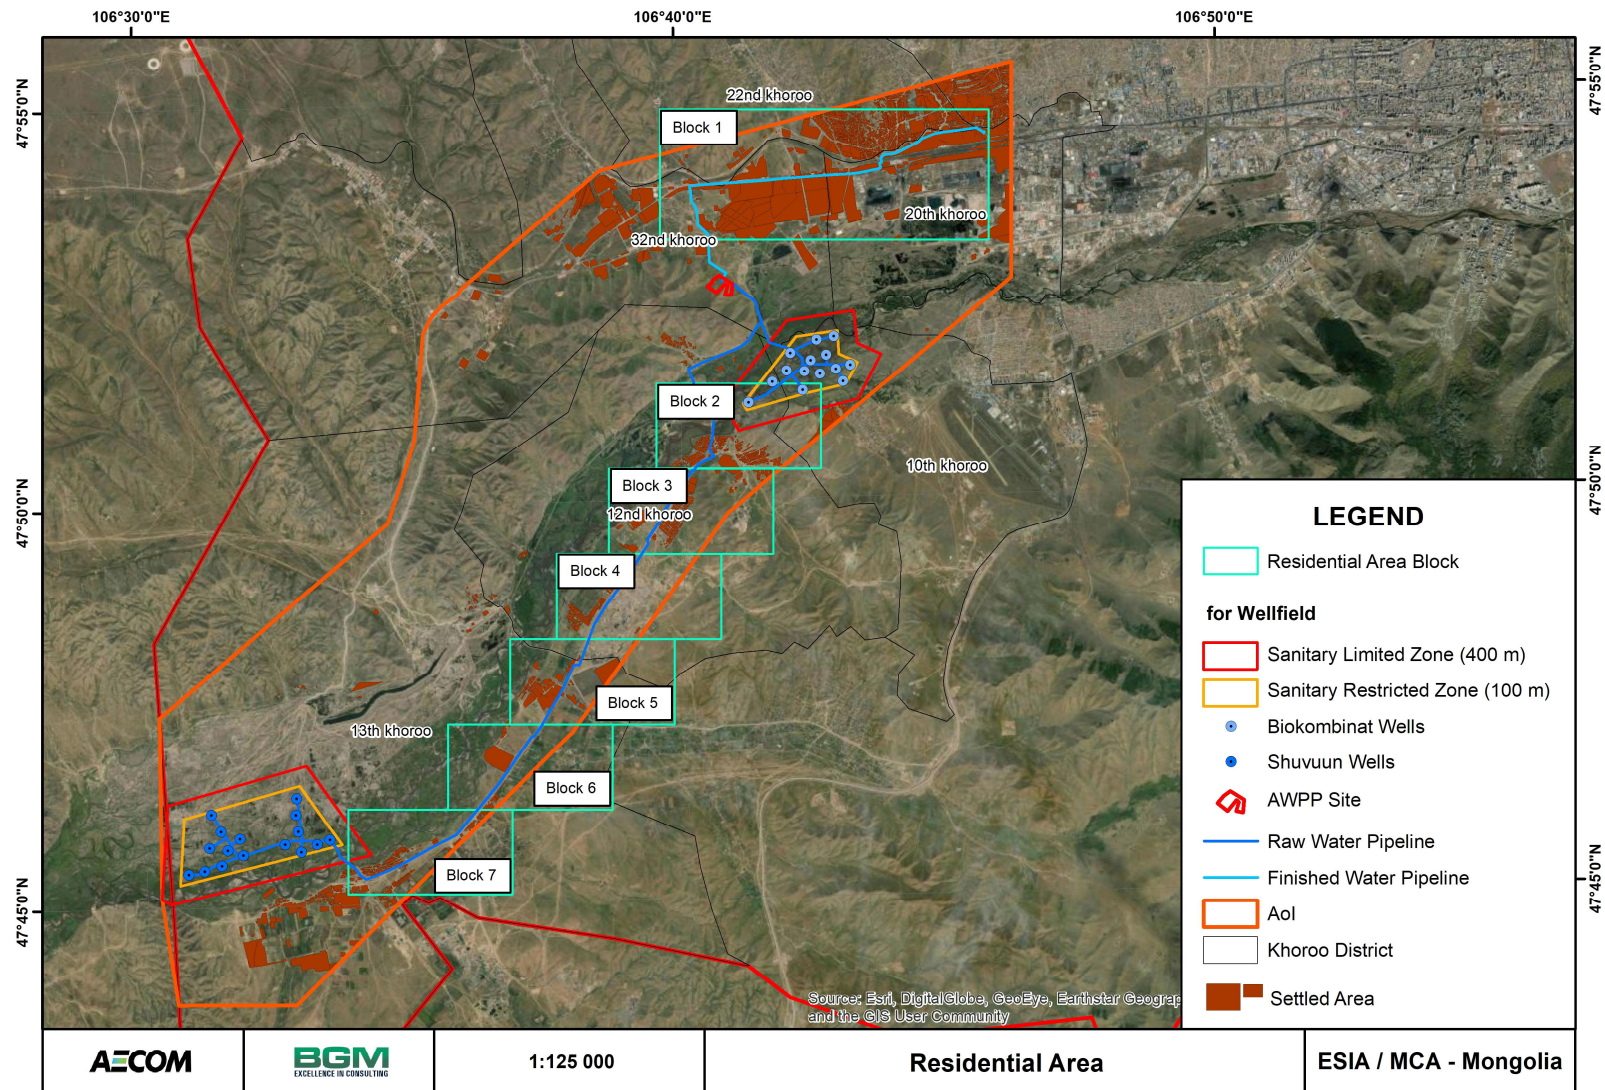 106°30'0"E
106°40'0"E
106°50'0"E
47°55'0"N
47°55'0"N
22nd khoroo
Block 1
20th khoroo
32nd khoroo
Block 2
10th khoroo
47°50'0"N
47°50'0"N
Block 3
12nd khoroo
Block 4
Block 5
13th khoroo
Block 6
Block 7
47°45'0"N
47°45'0"N
LEGEND
Residential Area Block
for Wellfield
Sanitary Limited Zone (400 m)
Sanitary Restricted Zone (100 m)
Biokombinat Wells
Shuvuun Wells
AWPP Site
Raw Water Pipeline
Finished Water Pipeline
AoI
Khoroo District
Settled Area
Source: Esri, DigitalGlobe, GeoEye, Earthstar Geograp
and the GIS User Community
AECOM
BGM
EXCELLENCE IN CONSULTING
1:125 000
Residential Area
ESIA / MCA - Mongolia